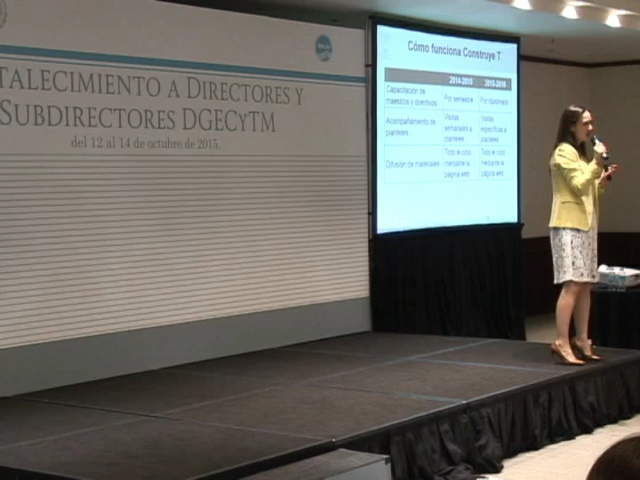 TALECIMIENTO A DIRECTORES Y
SUBDIRECTORES DGECYTM
del 12 al 14 de octubre de 2015.
Cómo funciona Construye T
2014-2015 2015-2016
Capacitación de maestros y directivos Por semestre Por diplomado
Acompañamiento de planteles Visitas semanales a planteles Visitas específicas a planteles
Difusión de materiales Todo el ciclo mediante la página web Todo el ciclo mediante la página web